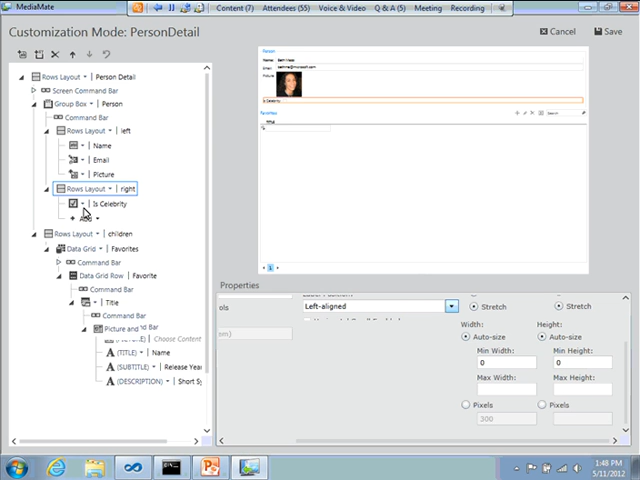 MediaMate
Content (7)
Attendees (55)
Voice & Video
Q & A (5)
Meeting
Recording
Customization Mode: PersonDetail
Cancel
Save
Rows Layout | Person Detail
Screen Command Bar
Group Box | Person
Command Bar
Rows Layout | left
Name
Email
Picture
Rows Layout | right
Is Celebrity
Rows Layout | children
Data Grid | Favorites
Command Bar
Data Grid Row | Favorite
Command Bar
Title
Command Bar
Picture and
Choose Content
(TITLE) | Name
(SUBTITLE) | Release Yea
(DESCRIPTION) | Short Sy
Person
Name:
Picture:
Is Celebrity
Favorites
Title
1
Properties
ols
Left-aligned
Stretch
Stretch
Width:
Height:
Auto-size
Auto-size
Min Width:
Min Height:
0
0
Max Width:
Max Height:
Pixels
Pixels
300
1:48 PM
5/11/2012